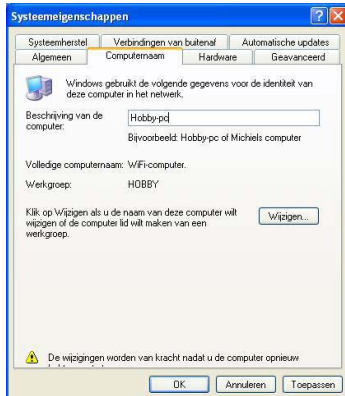 Systeemeigenschappen
Systeemherstel Verbindingen van buitenaf Automatische updates
Algemeen Computernaam Hardware Geavanceerd
Windows gebruikt de volgende gegevens voor de identiteit van
deze computer in het netwerk.
Beschrijving van de
computer:
Hobby-pc
Bijvoorbeeld: Hobby-pc of Michiels computer
Volledige computernaam: WiFi-computer.
Werkgroep: HOBBY
Klik op Wijzigen als u de naam van deze computer wilt
wijzigen of de computer lid wilt maken van een
werkgroep.
Wijzigen...
De wijzigingen worden van kracht nadat u de computer opnieuw
OK Annuleren Toepassen